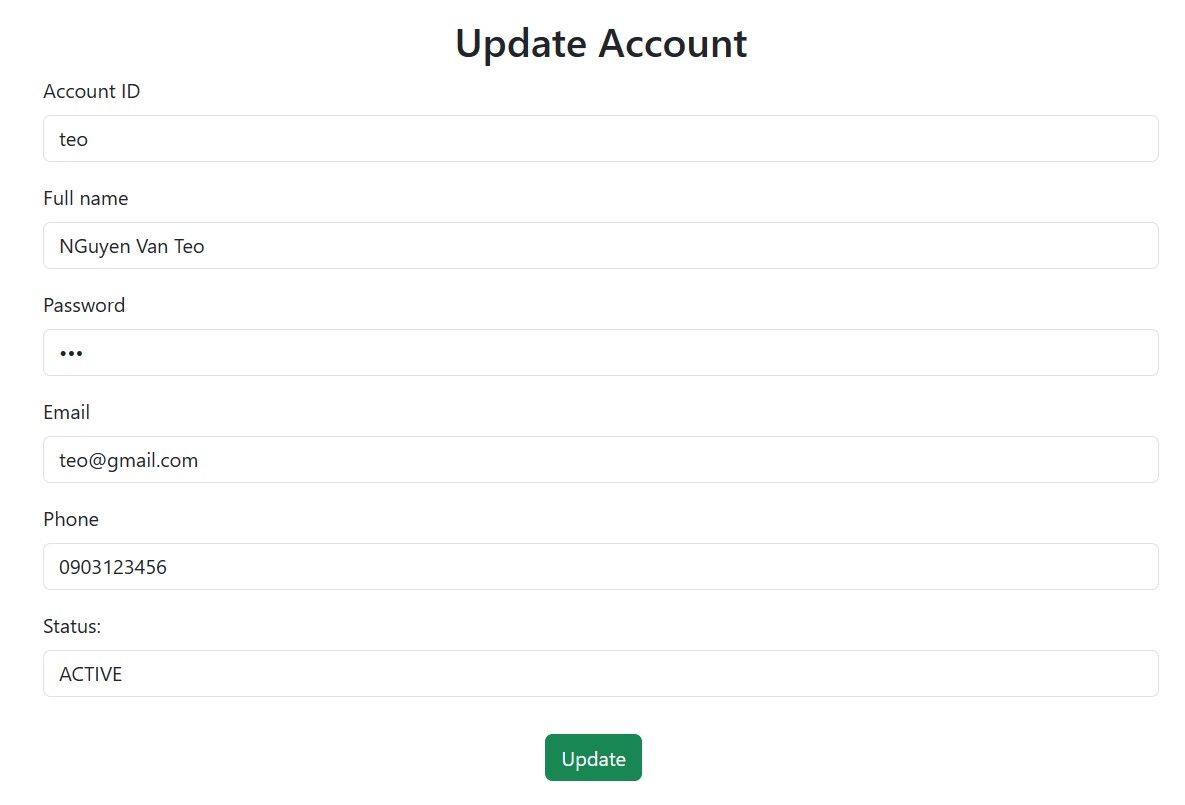 Update Account
Account ID
teo
Full name
NGuyen Van Teo
Password
•••
Email
teo@gmail.com
Phone
0903123456
Status:
ACTIVE
Update